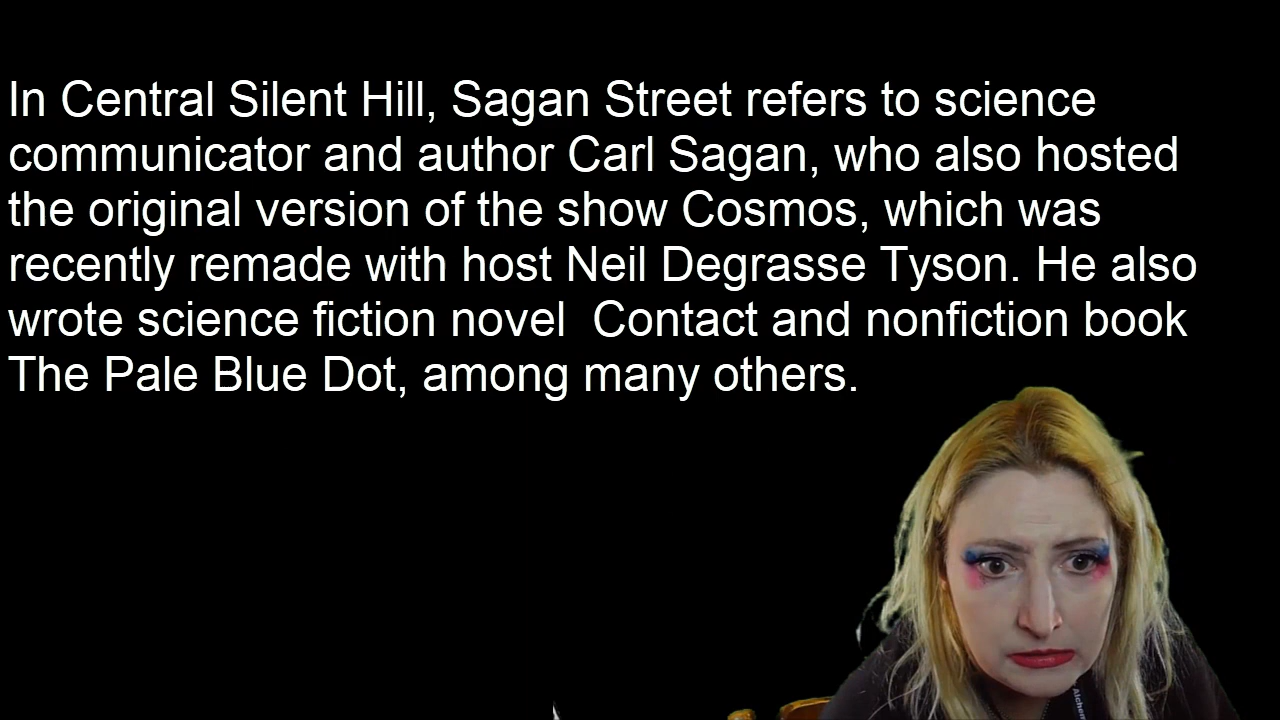 In Central Silent Hill, Sagan Street refers to science
communicator and author Carl Sagan, who also hosted
the original version of the show Cosmos, which was
recently remade with host Neil Degrasse Tyson. He also
wrote science fiction novel  Contact and nonfiction book
The Pale Blue Dot, among many others.